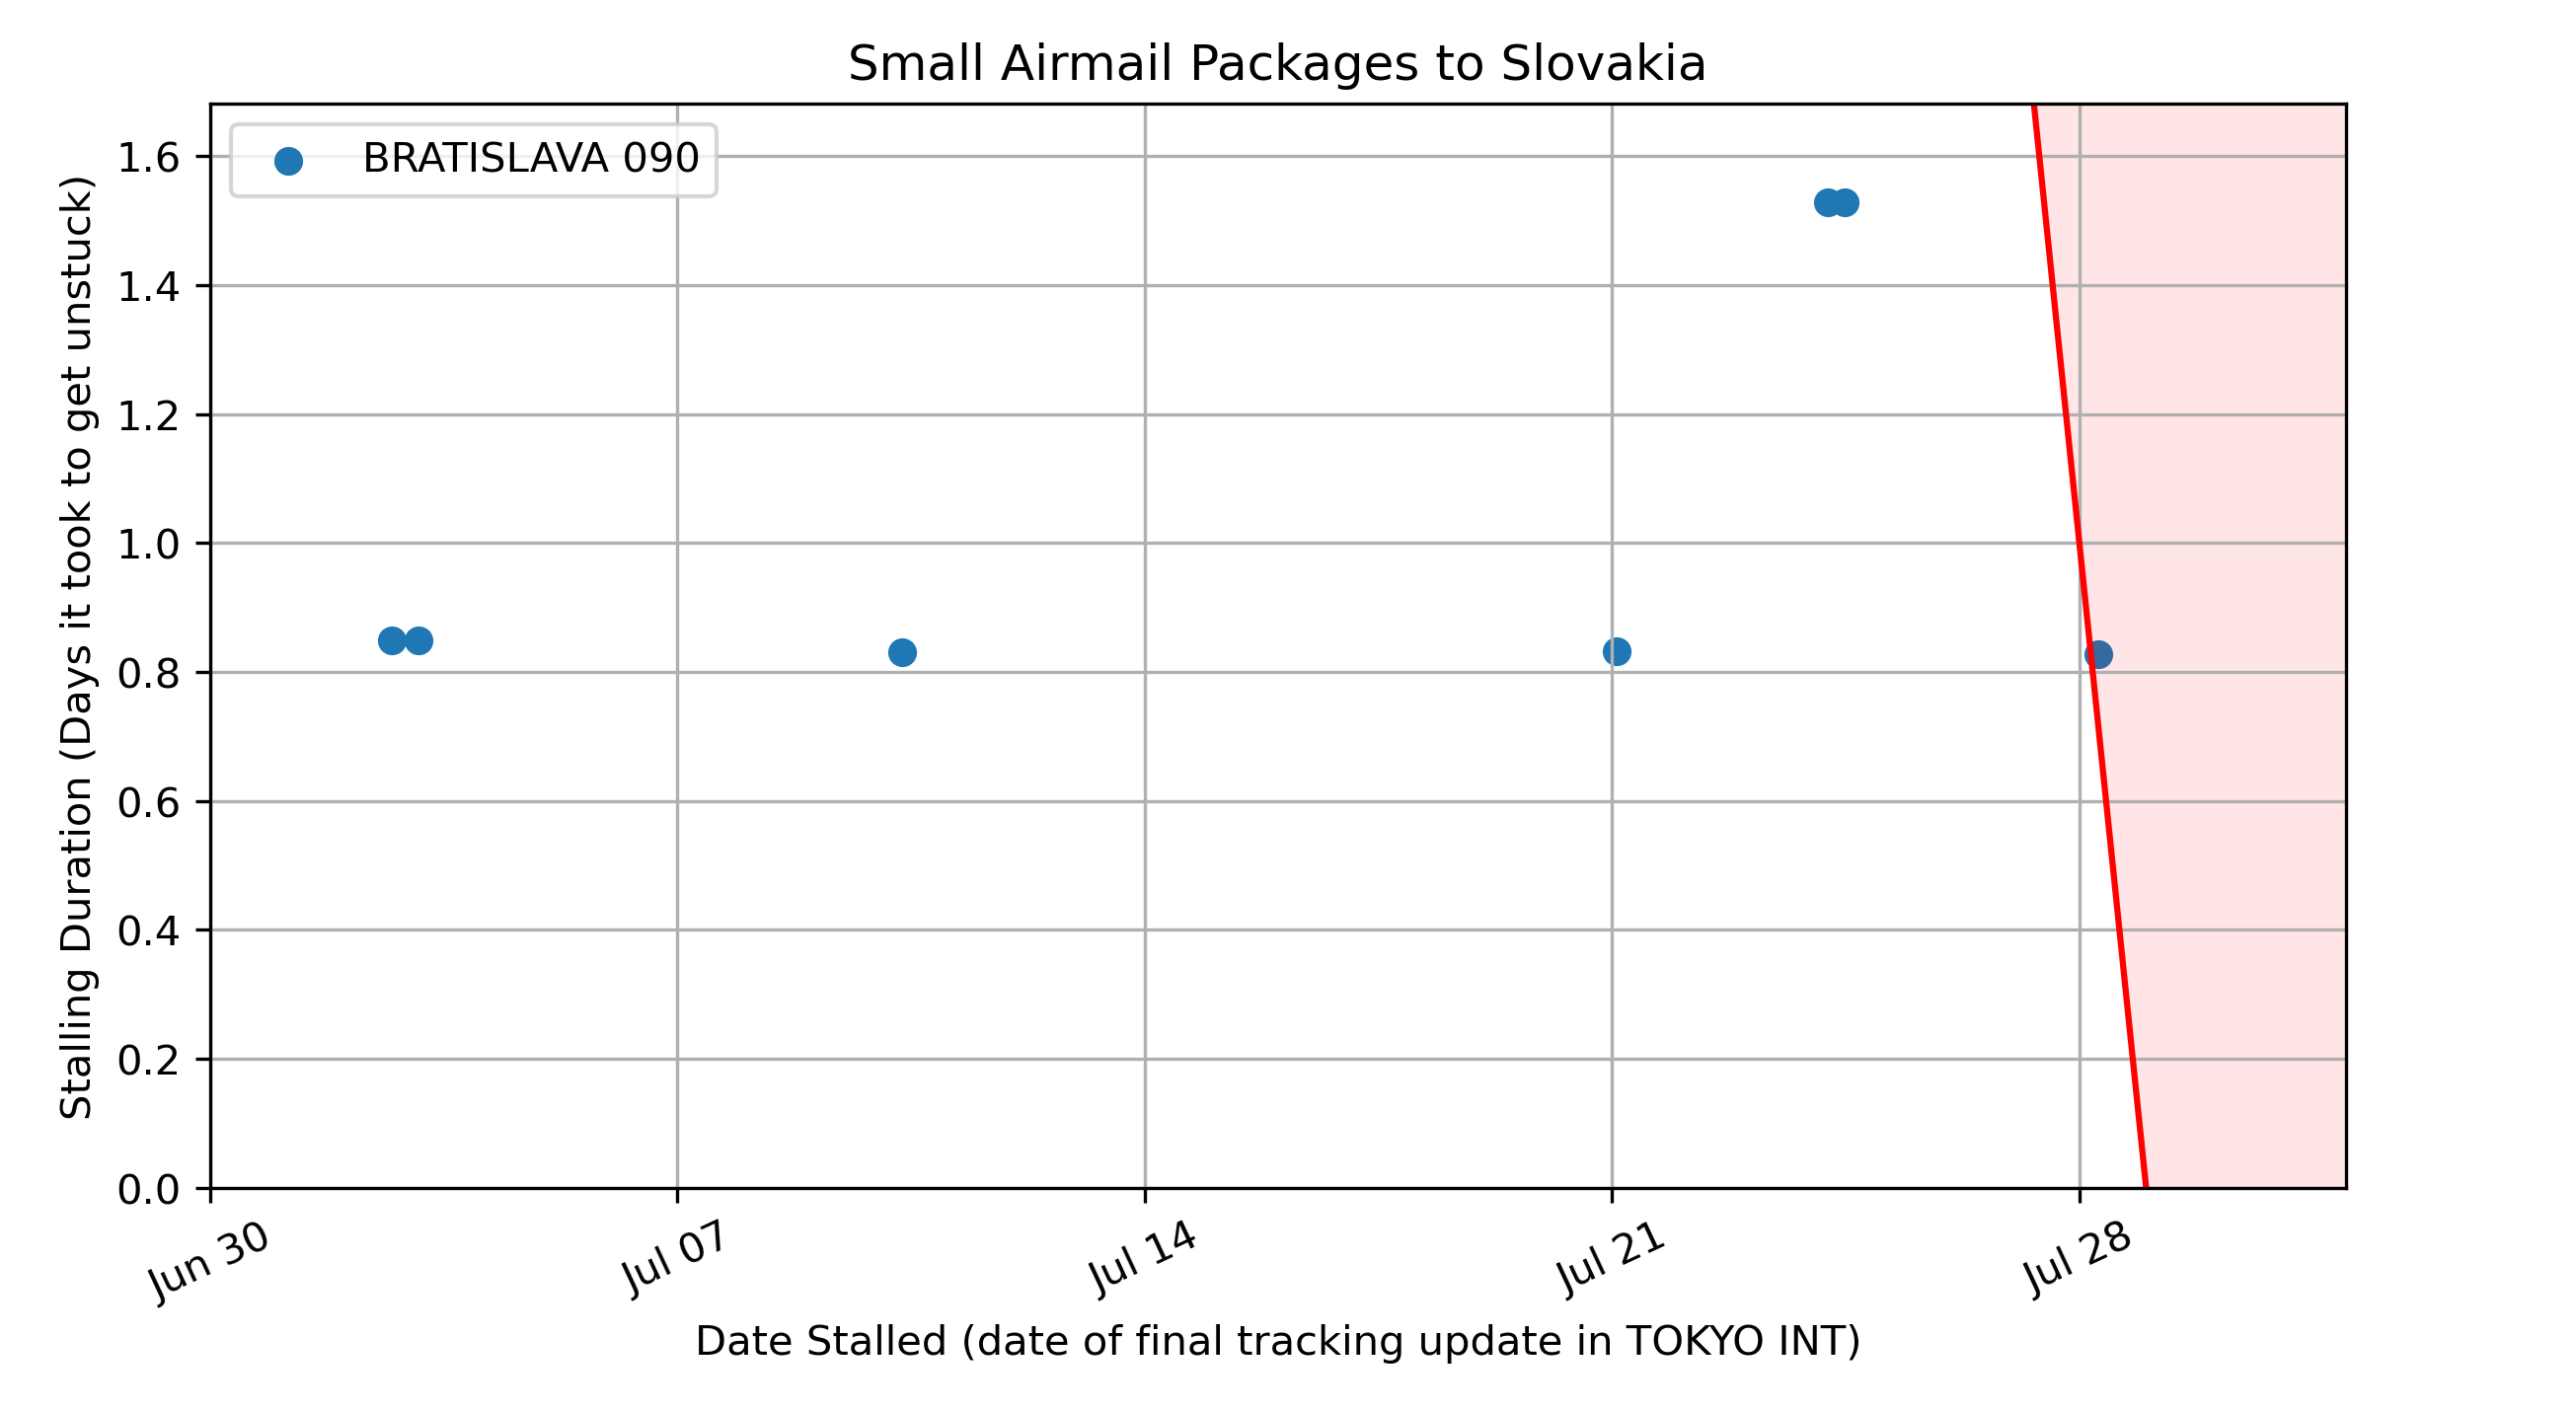 Small Airmail Packages to Slovakia
BRATISLAVA 090
Stalling Duration (Days it took to get unstuck)
1.6
1.4
1.2
1.0
0.8
0.6
0.4
0.2
0.0
Jun 30
Jul 07
Jul 14
Jul 21
Jul 28
Date Stalled (date of final tracking update in TOKYO INT)